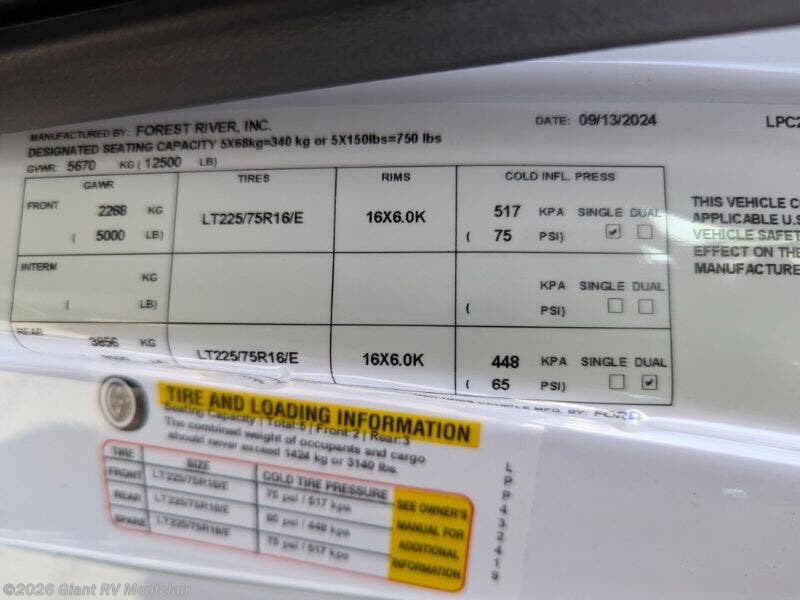 MANUFACTURED BY: FOREST RIVER, INC. DATE: 09/13/2024
DESIGNATED SEATING CAPACITY 5X68kg=340 kg or 5X150lbs=750 lbs
GVWR: 5670 KG ( 12500 LB)
GAWR TIRES RIMS COLD INFL. PRESS
FRONT 2268 KG LT225/75R16/E 16X6.0K 517 KPA SINGLE DUAL
( 5000 LB) ( 75 PSI)
INTERM KG KPA SINGLE DUAL
( LB) ( PSI)
REAR 3856 KG LT225/75R16/E 16X6.0K 448 KPA SINGLE DUAL
LB) ( 65 PSI)
THIS VEHICLE
APPLICABLE U.S
VEHICLE SAFET
EFFECT ON THE
MANUFACTURE
VEHICLE MFG. BY: FORD
TIRE AND LOADING INFORMATION
Seating Capacity | Total:5 | Front:2 | Rear:3
The combined weight of occupants and cargo
should never exceed 1424 kg or 3140 lbs.
TIRE SIZE COLD TIRE PRESSURE
FRONT LT225/75R16/E 75 psi / 517 kpa
REAR LT225/75R16/E 65 psi / 448 kpa
SPARE LT225/75R16/E 75 psi / 517 kpa
SEE OWNER'S
MANUAL FOR
ADDITIONAL
INFORMATION
LPP432419
©2026 Giant RV Montclair